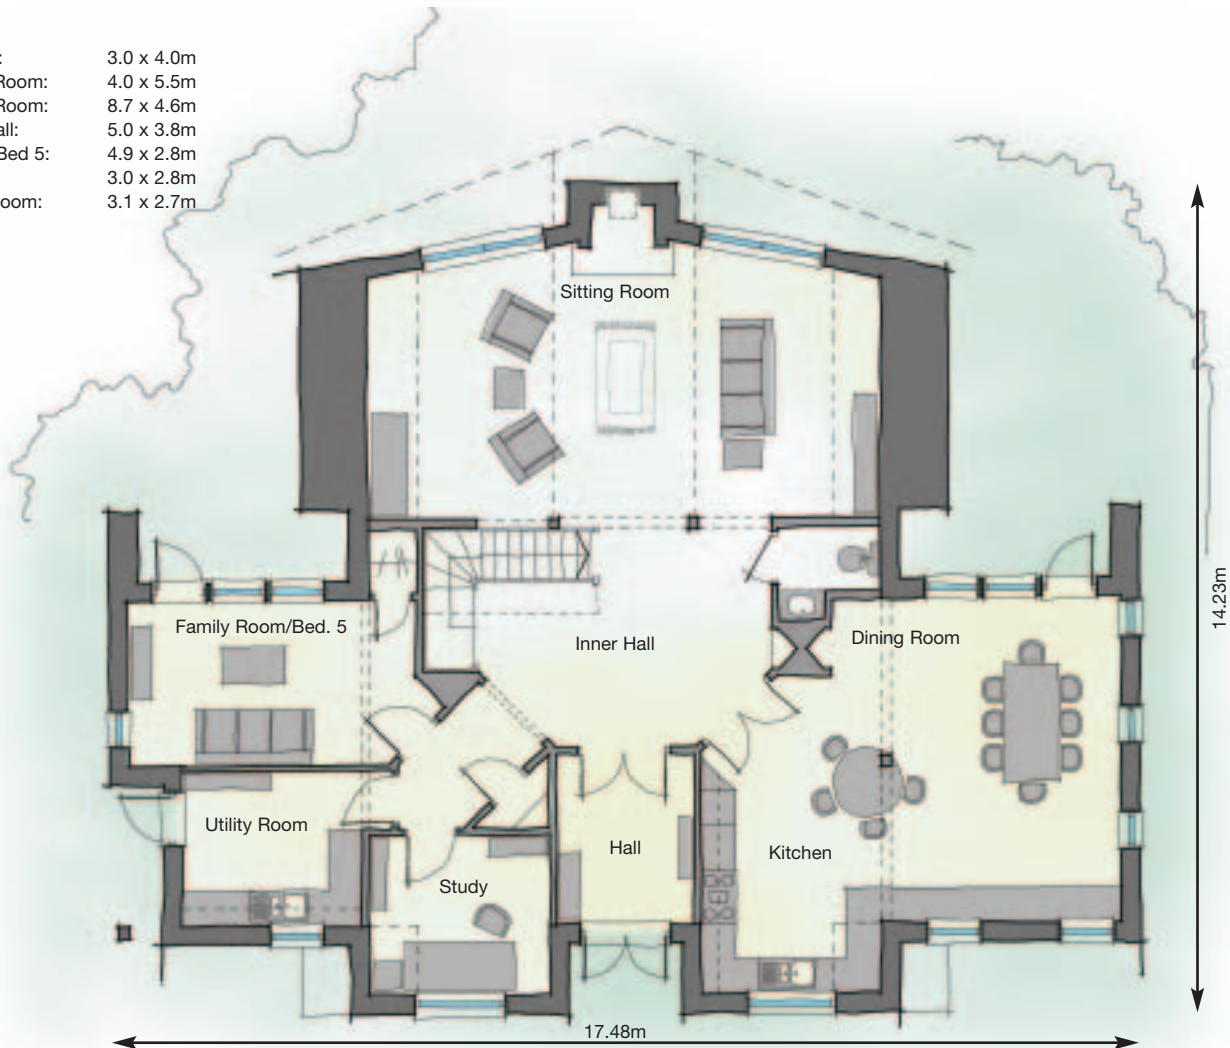 : 3.0 x 4.0m
Room: 4.0 x 5.5m
Room: 8.7 x 4.6m
all: 5.0 x 3.8m
Bed 5: 4.9 x 2.8m
3.0 x 2.8m
oom: 3.1 x 2.7m
Sitting Room
Family Room/Bed. 5
Inner Hall
Dining Room
Utility Room
Hall
Kitchen
Study
14.23m
17.48m